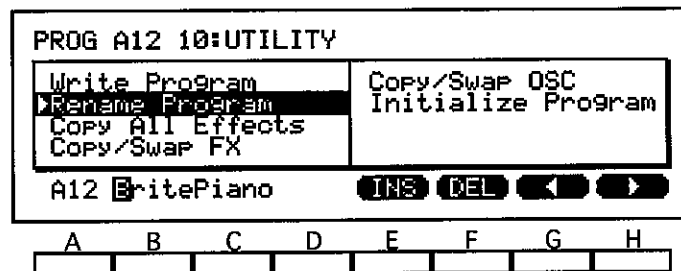 PROG A12 10:UTILITY
Write Program
Rename Program
Copy All Effects
Copy/Swap FX
Copy/Swap OSC
Initialize Program
A12 BritePiano INS DEL
A B C D E F G H